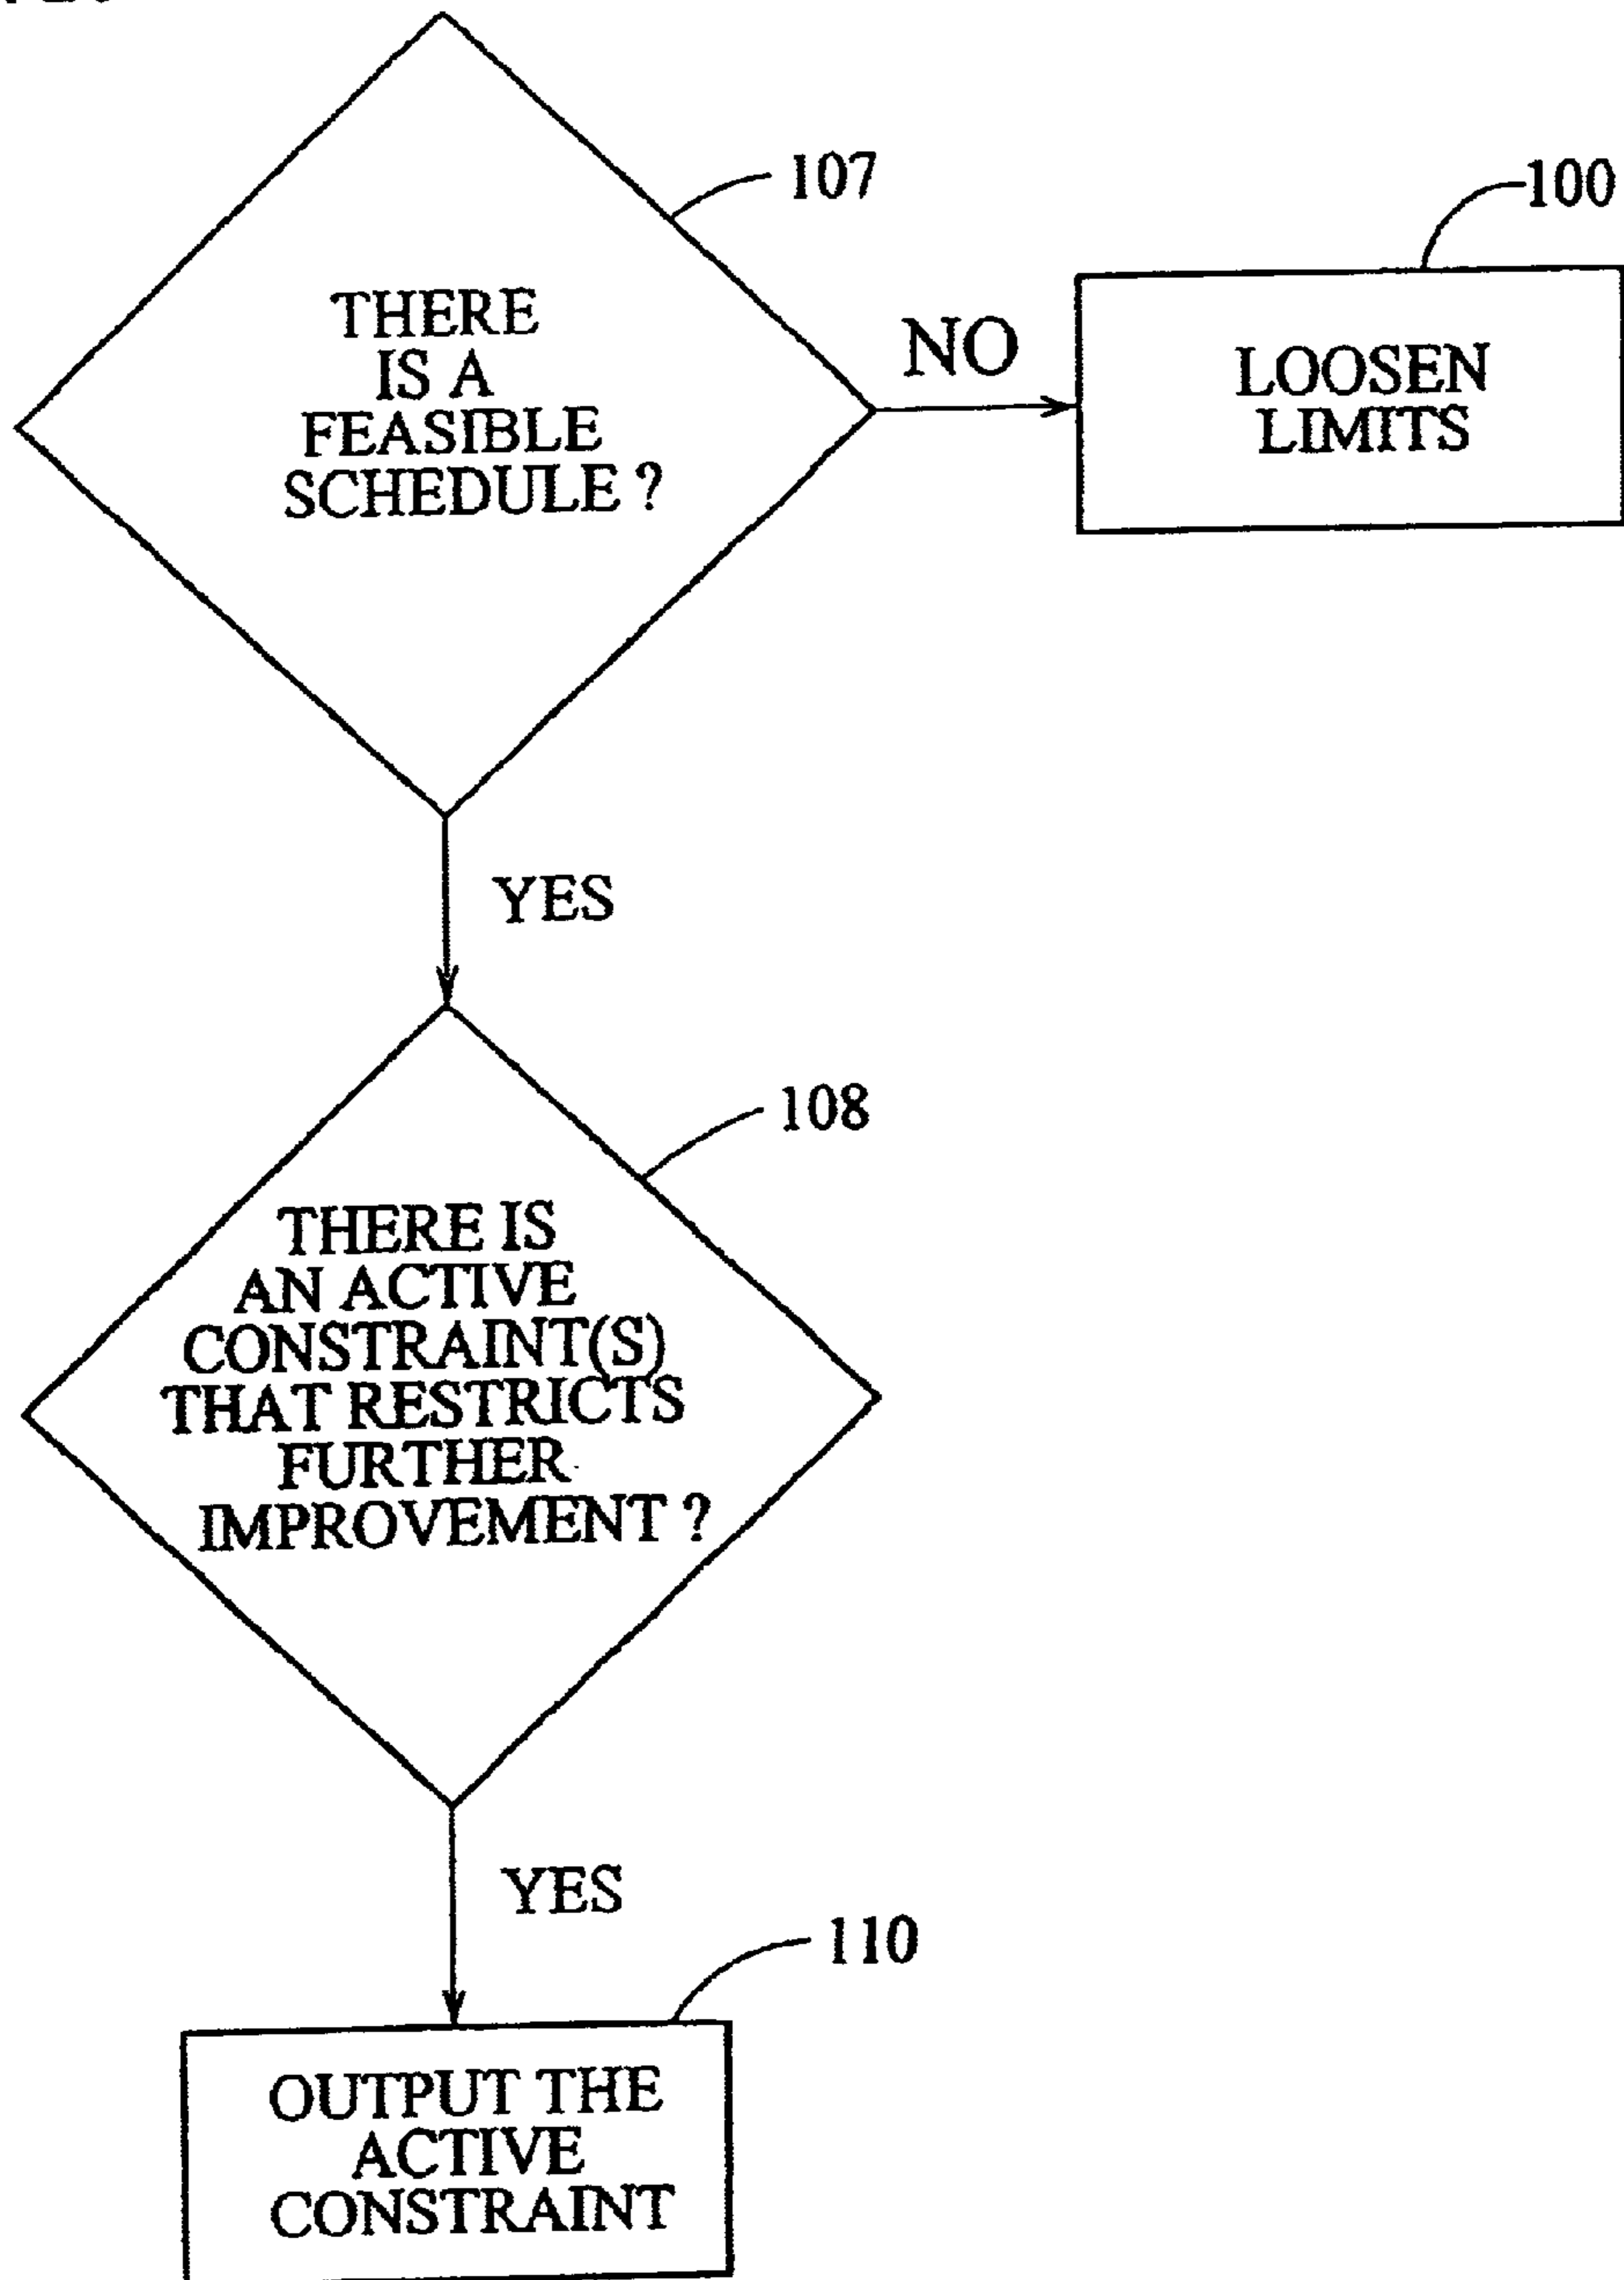 107
100
THERE
IS A
FEASIBLE
SCHEDULE ?
NO
LOOSEN
LIMITS
YES
108
THERE IS
AN ACTIVE
CONSTRAINT(S)
THAT RESTRICTS
FURTHER
IMPROVEMENT ?
YES
110
OUTPUT THE
ACTIVE
CONSTRAINT